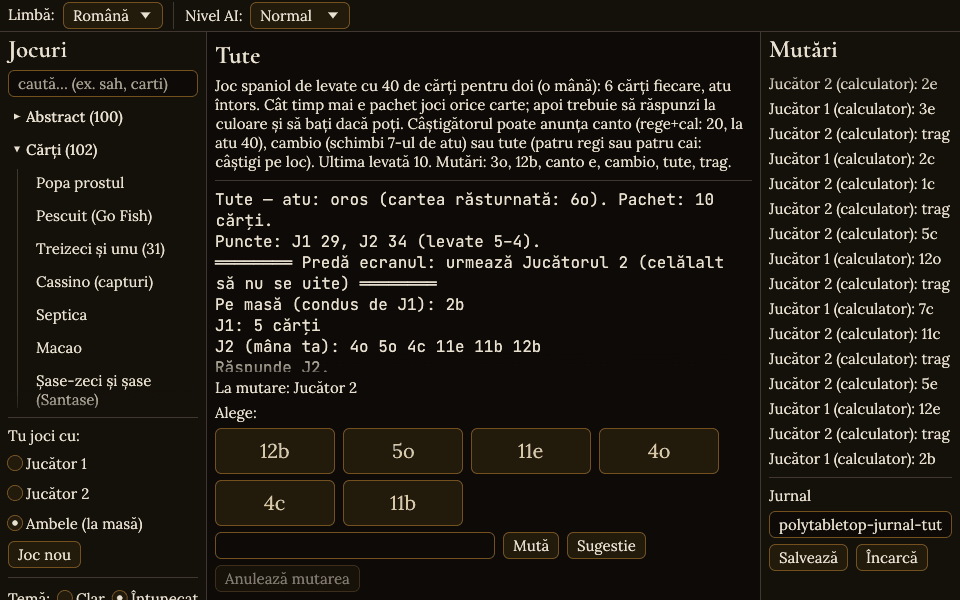 Limbă: Română ▼ Nivel AI: Normal ▼
Jocuri
caută... (ex. sah, carti)
▸ Abstract (100)
▾ Cărți (102)
Popa prostul
Pescuit (Go Fish)
Treizeci și unu (31)
Cassino (capturi)
Septica
Macao
Șase-zeci și șase
(Santase)
Tu joci cu:
Jucător 1
Jucător 2
Ambele (la masă)
Joc nou
Temă: Clar Întunecat
Tute
Joc spaniol de levate cu 40 de cărți pentru doi (o mână): 6 cărți fiecare, atu
întors. Cât timp mai e pachet joci orice carte; apoi trebuie să răspunzi la
culoare și să bați dacă poți. Câștigătorul poate anunța canto (rege+cal: 20, la
atu 40), cambio (schimbi 7-ul de atu) sau tute (patru regi sau patru cai:
câștigi pe loc). Ultima levată 10. Mutări: 3o, 12b, canto e, cambio, tute, trag.
Tute — atu: oros (cartea răsturnată: 6o). Pachet: 10
cărți.
Puncte: J1 29, J2 34 (levate 5-4).
════════ Predă ecranul: urmează Jucătorul 2 (celălalt
să nu se uite) ════════
Pe masă (condus de J1): 2b
J1: 5 cărți
J2 (mâna ta): 4o 5o 4c 11e 11b 12b
Răspunde J2.
La mutare: Jucător 2
Alege:
12b 5o 11e 4o
4c 11b
Mută Sugestie
Anulează mutarea
Mutări
Jucător 2 (calculator): 2e
Jucător 1 (calculator): 3e
Jucător 2 (calculator): trag
Jucător 1 (calculator): 2c
Jucător 2 (calculator): 1c
Jucător 2 (calculator): trag
Jucător 2 (calculator): 5c
Jucător 1 (calculator): 12o
Jucător 2 (calculator): trag
Jucător 1 (calculator): 7c
Jucător 2 (calculator): 11c
Jucător 2 (calculator): trag
Jucător 2 (calculator): 5e
Jucător 1 (calculator): 12e
Jucător 2 (calculator): trag
Jucător 1 (calculator): 2b
Jurnal
polytabletop-jurnal-tut
Salvează Încarcă